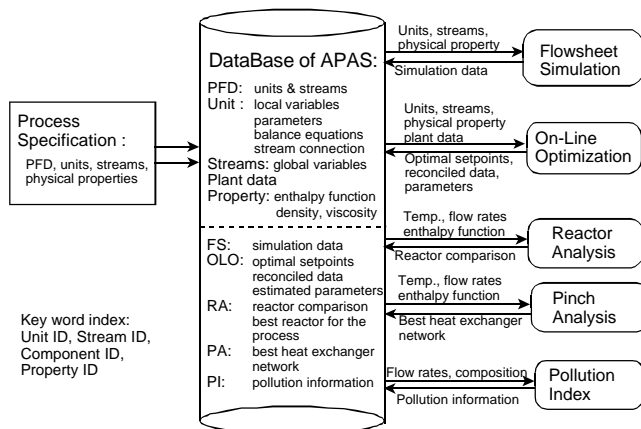 Process
Specification :
PFD, units, streams,
physical properties
Key word index:
Unit ID, Stream ID,
Component ID,
Property ID
DataBase of APAS:
PFD: units & streams
Unit : local variables
parameters
balance equations
stream connection
Streams: global variables
Plant data
Property: enthalpy function
density, viscosity
FS: simulation data
OLO: optimal setpoints
reconciled data
estimated parameters
RA: reactor comparison
best reactor for the
process
PA: best heat exchanger
network
PI: pollution information
Units, streams,
physical property
Simulation data
Flowsheet
Simulation
Units, streams,
physical property
plant data
Optimal setpoints,
reconciled data,
parameters
On-Line
Optimization
Temp., flow rates
enthalpy function
Reactor comparison
Reactor
Analysis
Temp., flow rates
enthalpy function
Best heat exchanger
network
Pinch
Analysis
Flow rates, composition
Pollution information
Pollution
Index